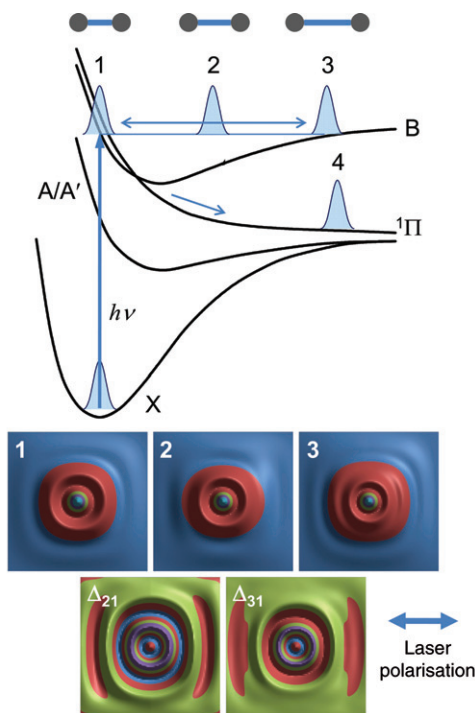 1 2 3
B
A/A′
4
¹Π
hν
X
1 2 3
Δ₂₁ Δ₃₁
Laser
polarisation